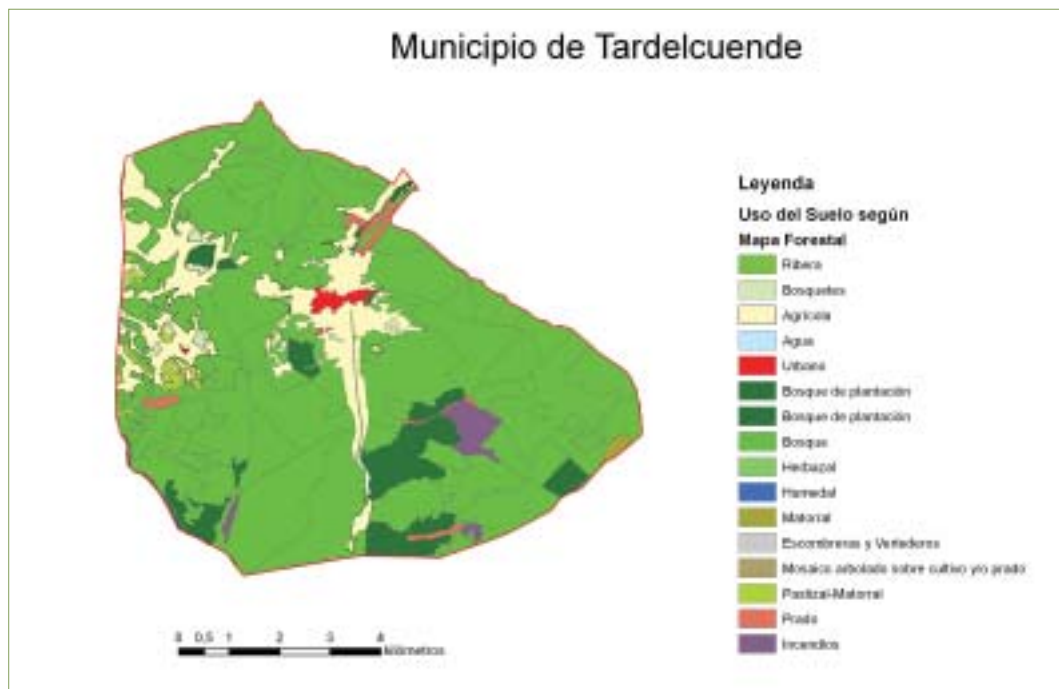 Municipio de Tardelcuende
Leyenda
Uso del Suelo según
Mapa Forestal
Ribera
Bosquetes
Agrícola
Agua
Urbano
Bosque de plantación
Bosque de plantación
Bosque
Herbazal
Humedal
Matorral
Escombreras y Vertederos
Mosaico arbolado sobre cultivo y/o prado
Pastizal-Matorral
Prado
Incendios
0 0,5 1 2 3 4
Kilómetros